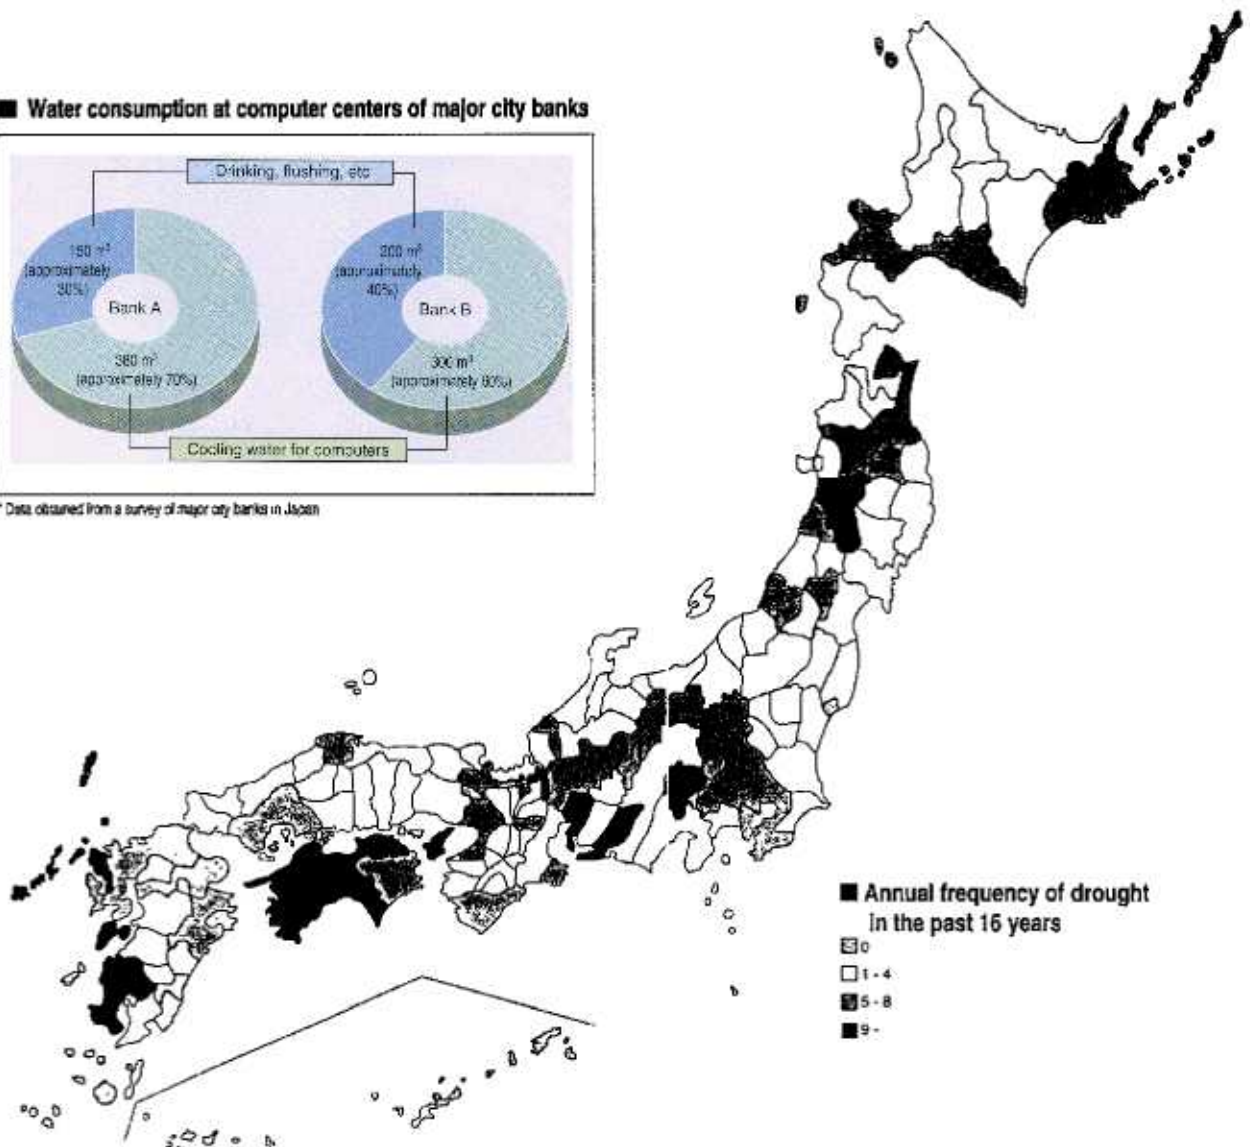 Water consumption at computer centers of major city banks
Drinking, flushing, etc
150 m³
(approximately
30%)
Bank A
380 m³
(approximately 70%)
200 m³
(approximately
40%)
Bank B
300 m³
(approximately 60%)
Cooling water for computers
* Data obtained from a survey of major city banks in Japan
Annual frequency of drought
In the past 16 years
0
1 - 4
5 - 8
9 -